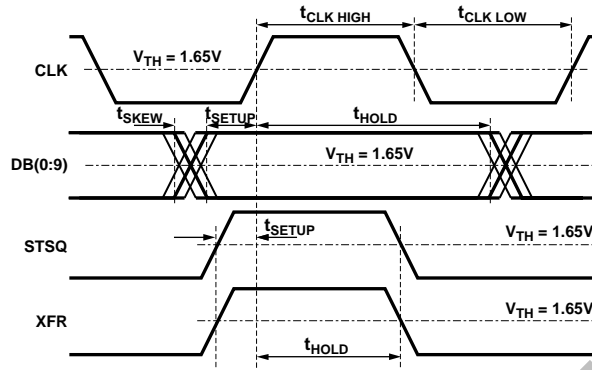 tCLK HIGH tCLK LOW
CLK VTH = 1.65V
tSKEW tSETUP tHOLD
DB(0:9) VTH = 1.65V
tSETUP
STSQ VTH = 1.65V
XFR VTH = 1.65V
tHOLD